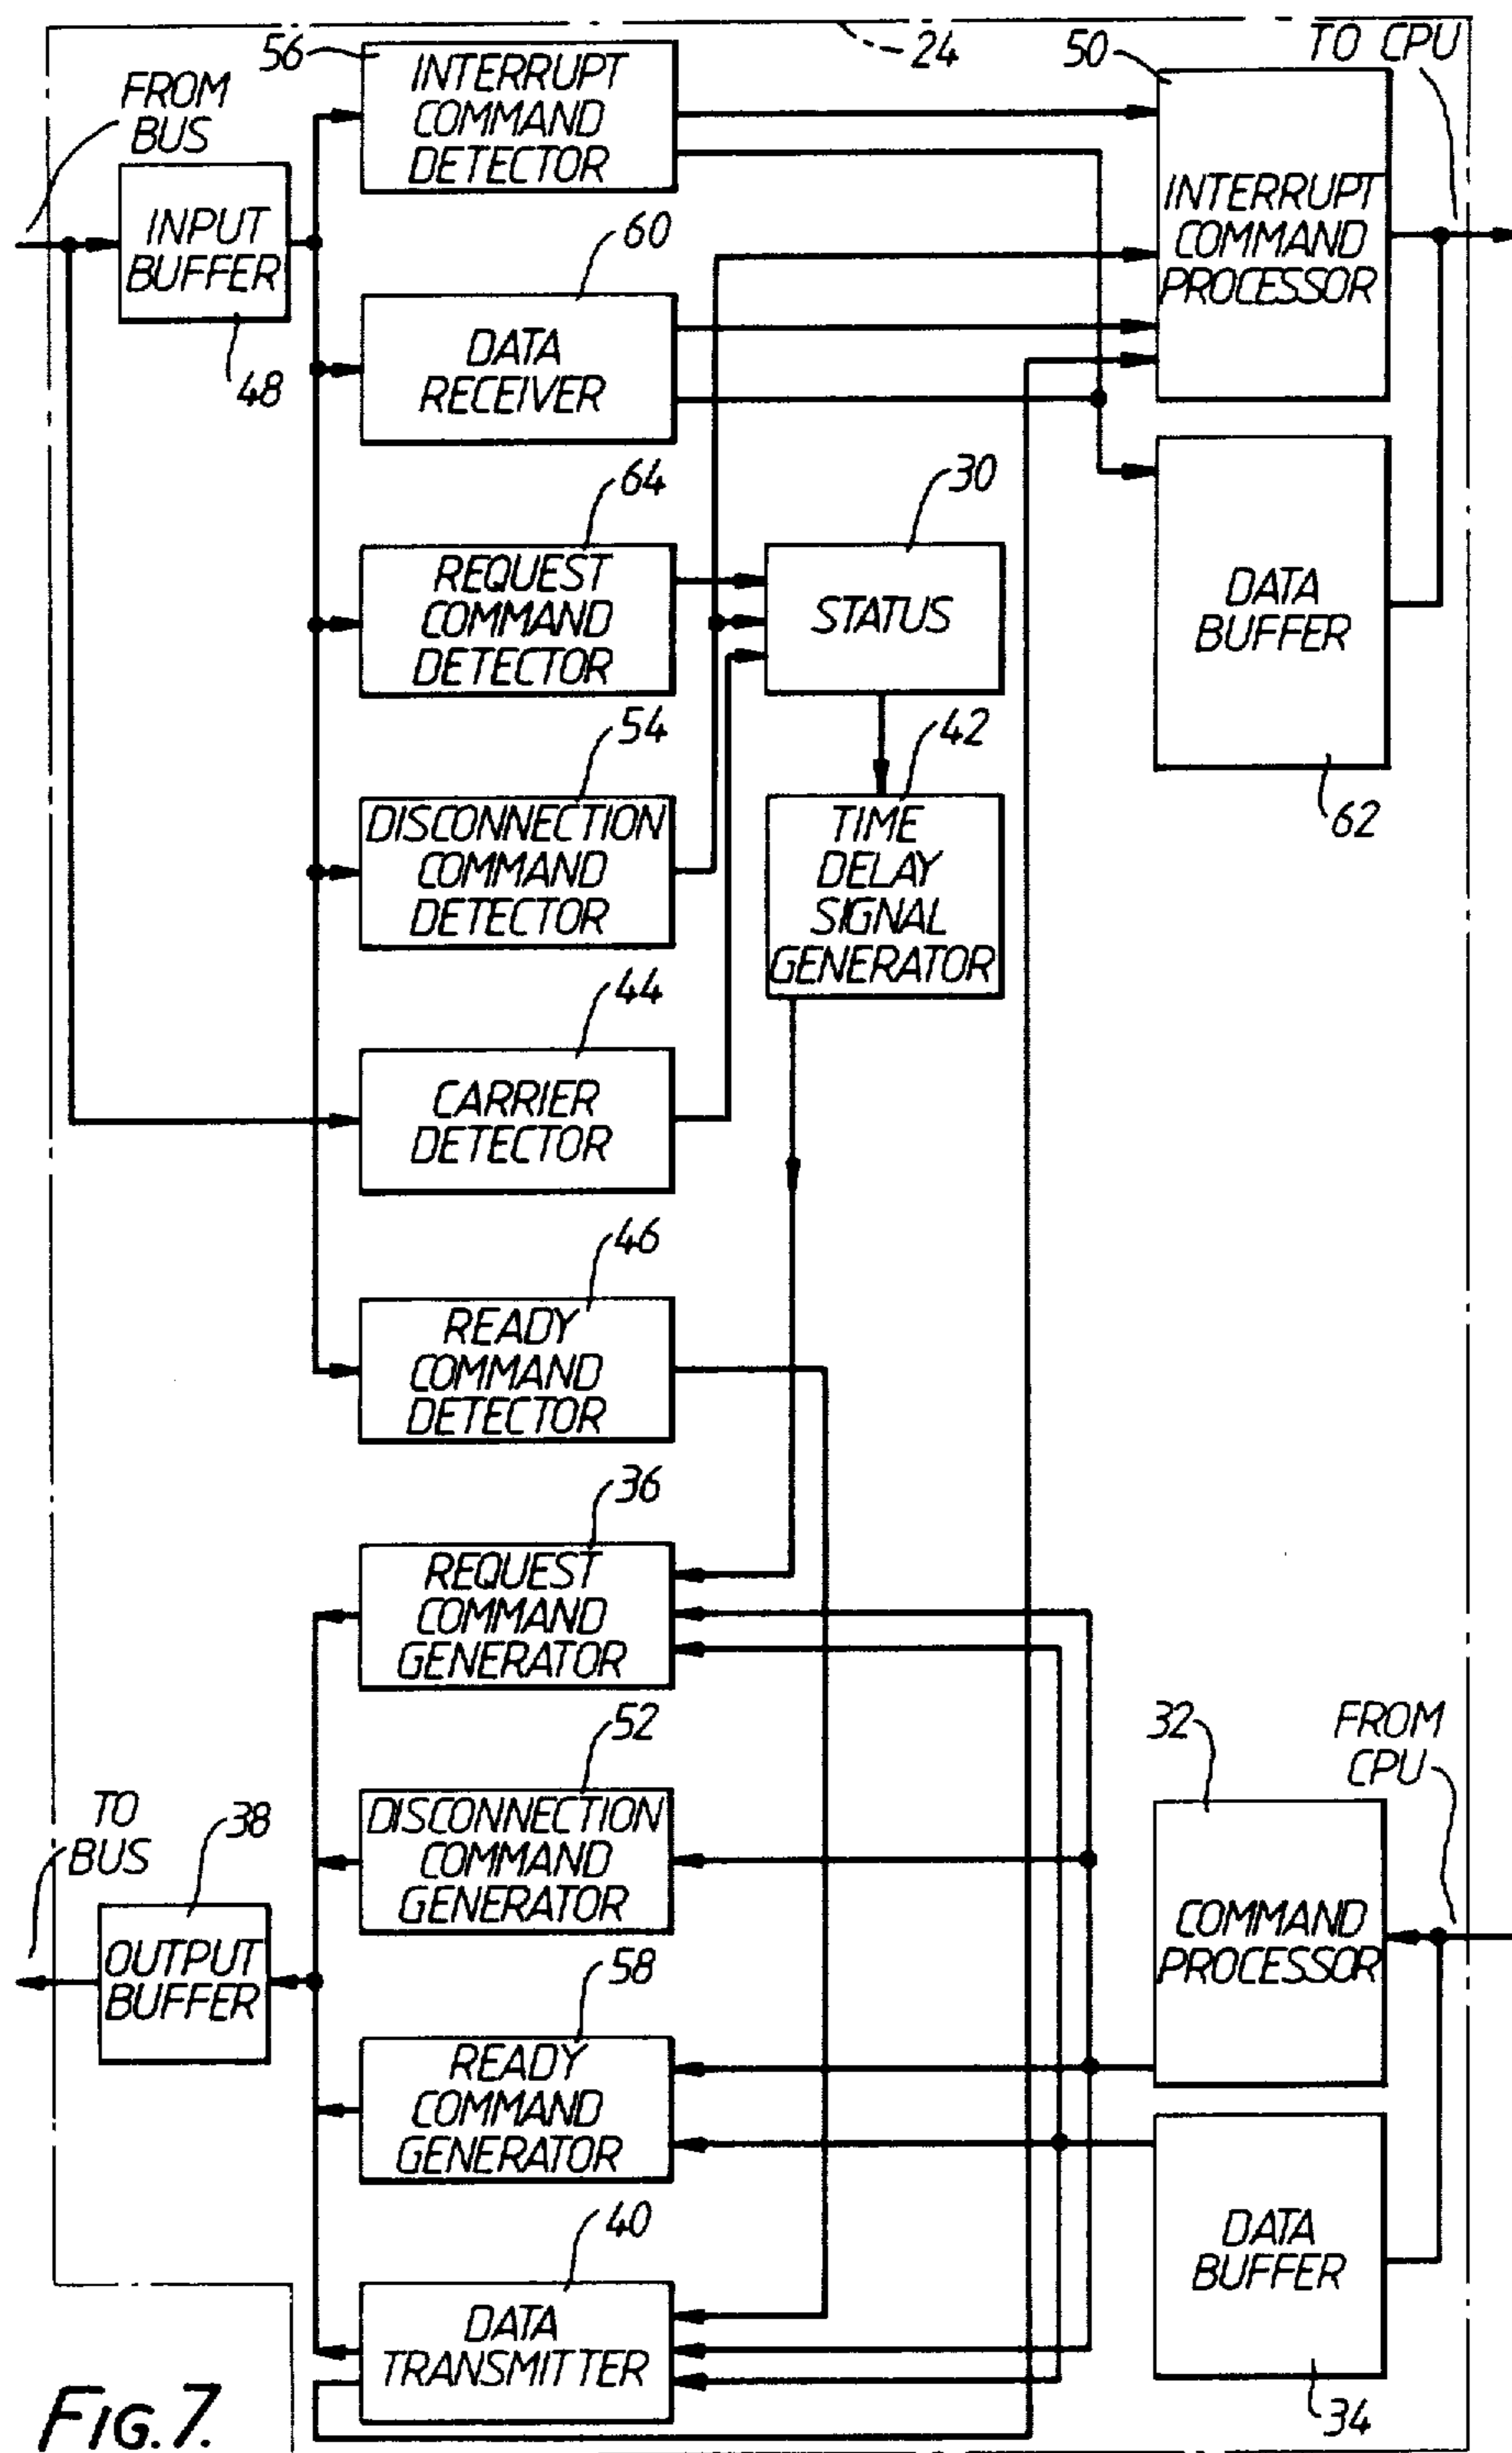 24
TO CPU
56
INTERRUPT
COMMAND
DETECTOR
50
INTERRUPT
COMMAND
PROCESSOR
FROM
BUS
INPUT
BUFFER
48
60
DATA
RECEIVER
64
REQUEST
COMMAND
DETECTOR
30
STATUS
DATA
BUFFER
62
54
DISCONNECTION
COMMAND
DETECTOR
42
TIME
DELAY
SIGNAL
GENERATOR
44
CARRIER
DETECTOR
46
READY
COMMAND
DETECTOR
36
REQUEST
COMMAND
GENERATOR
52
DISCONNECTION
COMMAND
GENERATOR
32
COMMAND
PROCESSOR
FROM
CPU
TO
BUS
38
OUTPUT
BUFFER
58
READY
COMMAND
GENERATOR
40
DATA
TRANSMITTER
DATA
BUFFER
34
FIG.7.